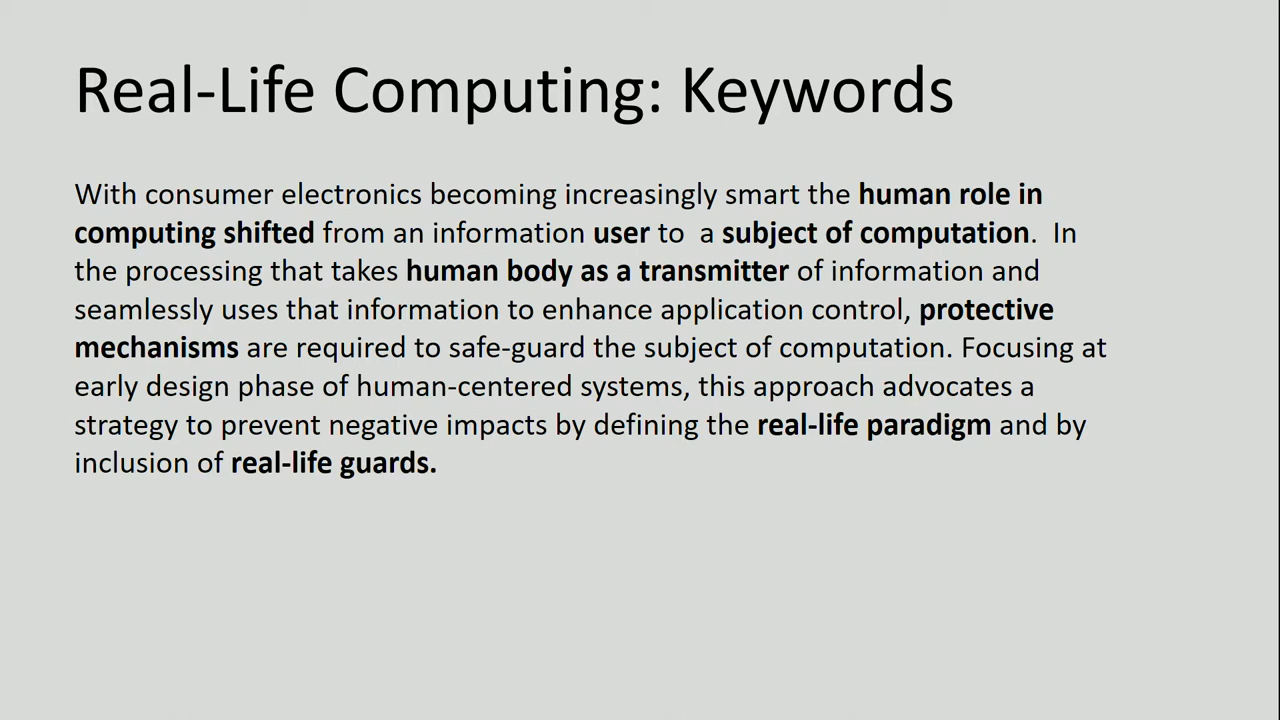 Real-Life Computing: Keywords
With consumer electronics becoming increasingly smart the human role in
computing shifted from an information user to  a subject of computation.  In
the processing that takes human body as a transmitter of information and
seamlessly uses that information to enhance application control, protective
mechanisms are required to safe-guard the subject of computation. Focusing at
early design phase of human-centered systems, this approach advocates a
strategy to prevent negative impacts by defining the real-life paradigm and by
inclusion of real-life guards.